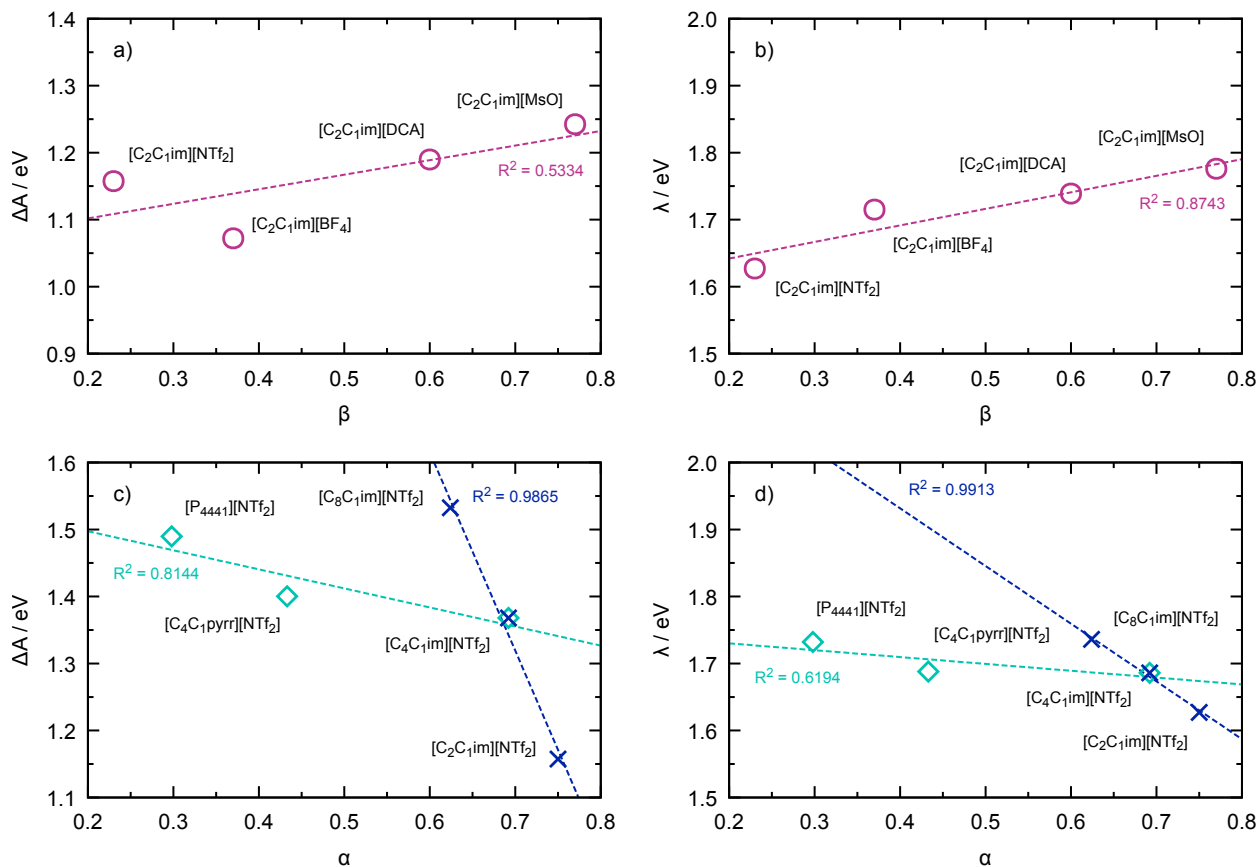 a)
ΔA / eV
1.4
1.3
1.2
1.1
1.0
0.9
[C₂C₁im][MsO]
[C₂C₁im][DCA]
[C₂C₁im][NTf₂]
R² = 0.5334
[C₂C₁im][BF₄]
0.2 0.3 0.4 0.5 0.6 0.7 0.8
β
b)
λ / eV
2.0
1.9
1.8
1.7
1.6
1.5
[C₂C₁im][MsO]
[C₂C₁im][DCA]
R² = 0.8743
[C₂C₁im][BF₄]
[C₂C₁im][NTf₂]
0.2 0.3 0.4 0.5 0.6 0.7 0.8
β
c)
ΔA / eV
1.6
1.5
1.4
1.3
1.2
1.1
[C₈C₁im][NTf₂]
R² = 0.9865
[P₄₄₄₁][NTf₂]
R² = 0.8144
[C₄C₁pyrr][NTf₂]
[C₄C₁im][NTf₂]
[C₂C₁im][NTf₂]
0.2 0.3 0.4 0.5 0.6 0.7 0.8
α
d)
λ / eV
2.0
1.9
1.8
1.7
1.6
1.5
R² = 0.9913
[P₄₄₄₁][NTf₂]
[C₈C₁im][NTf₂]
[C₄C₁pyrr][NTf₂]
R² = 0.6194
[C₄C₁im][NTf₂]
[C₂C₁im][NTf₂]
0.2 0.3 0.4 0.5 0.6 0.7 0.8
α